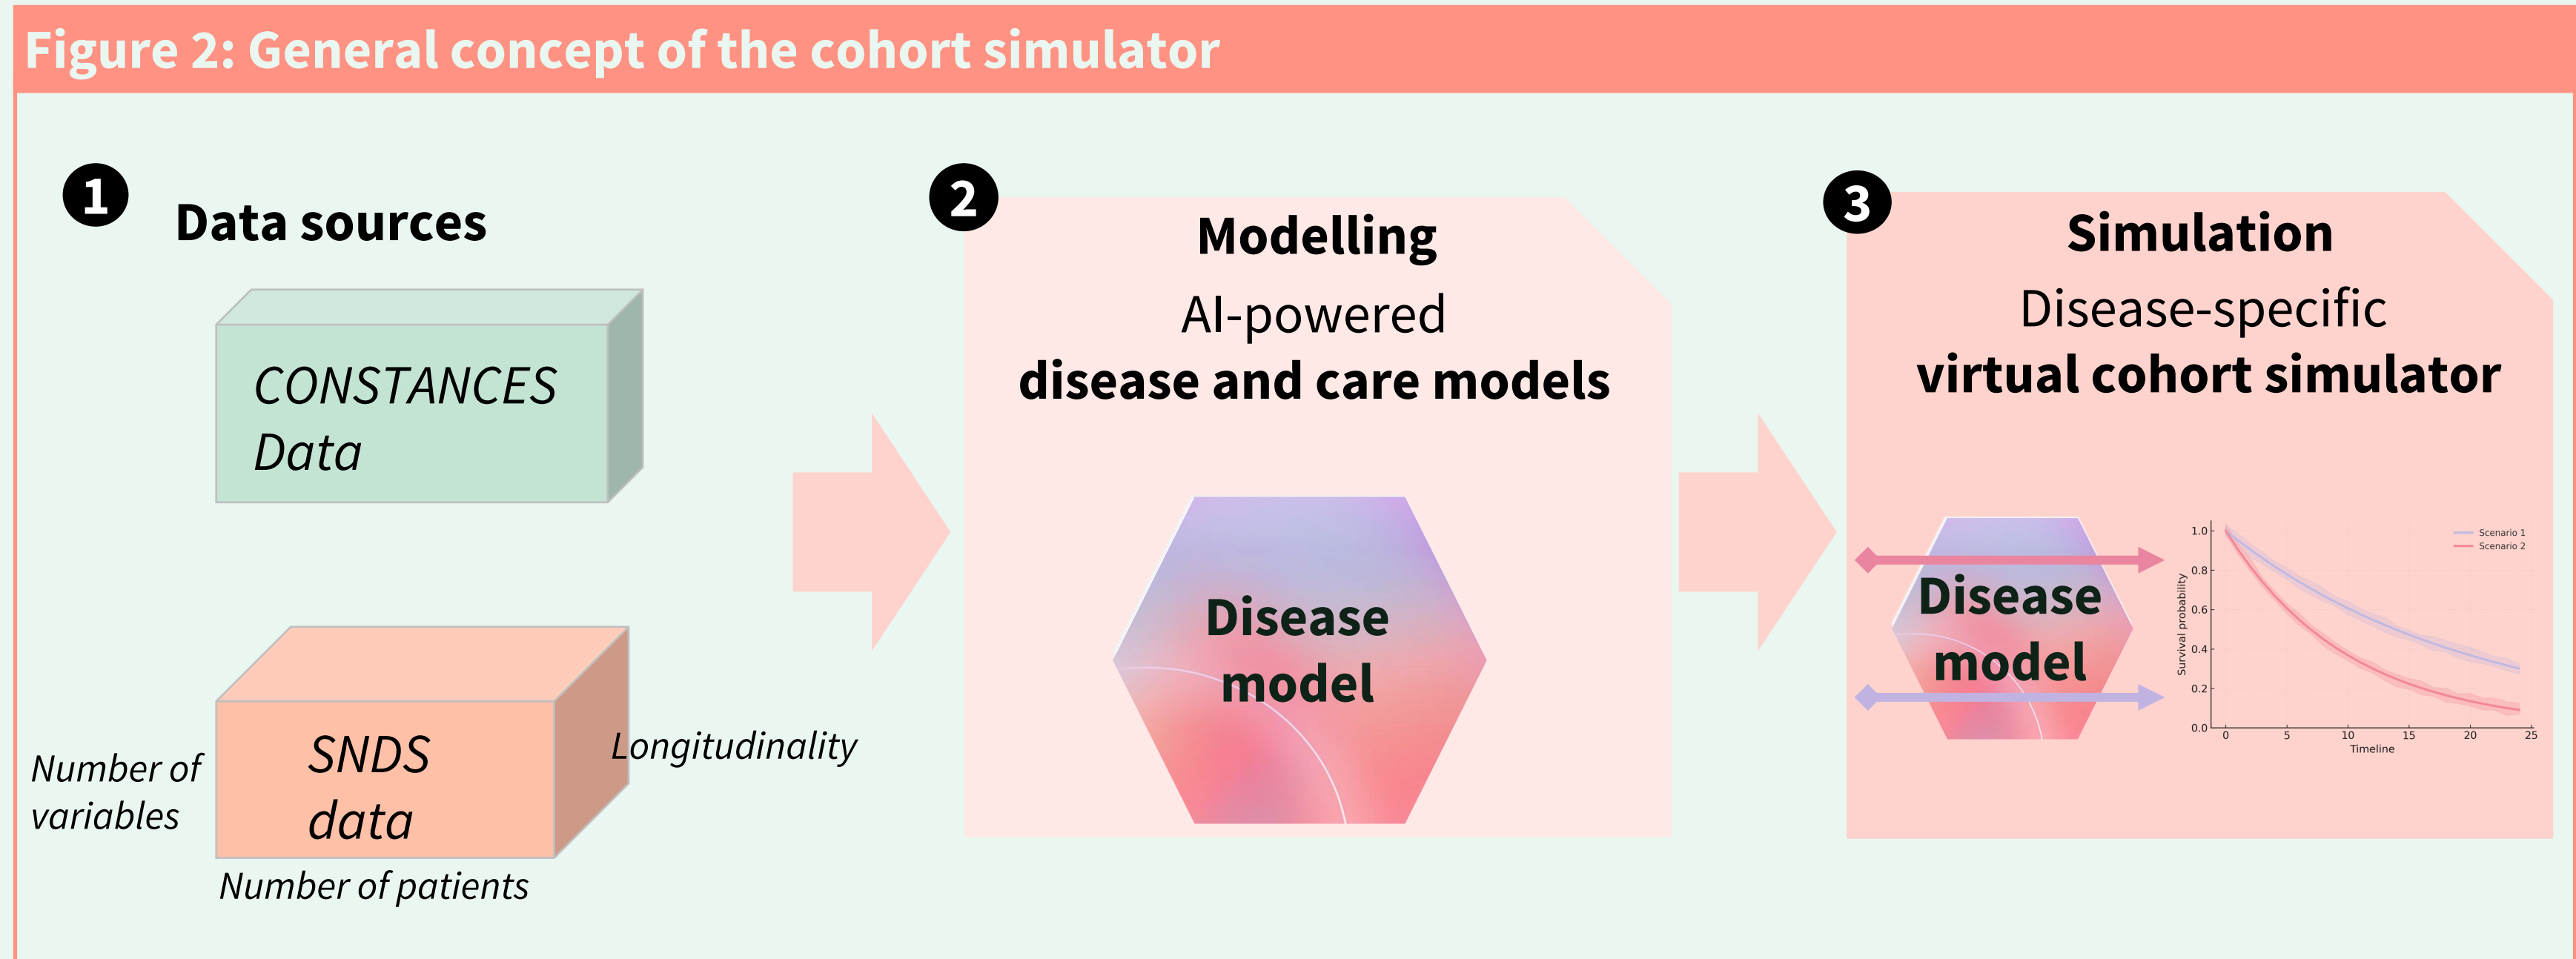 Figure 2: General concept of the cohort simulator
1
Data sources
CONSTANCES
Data
SNDS
data
Number of
variables
Longitudinality
Number of patients
2
Modelling
AI-powered
disease and care models
Disease
model
3
Simulation
Disease-specific
virtual cohort simulator
Disease
model
Scenario 1
Scenario 2
Survival probability
1.0
0.8
0.6
0.4
0.2
0.0
0 5 10 15 20 25
Timeline